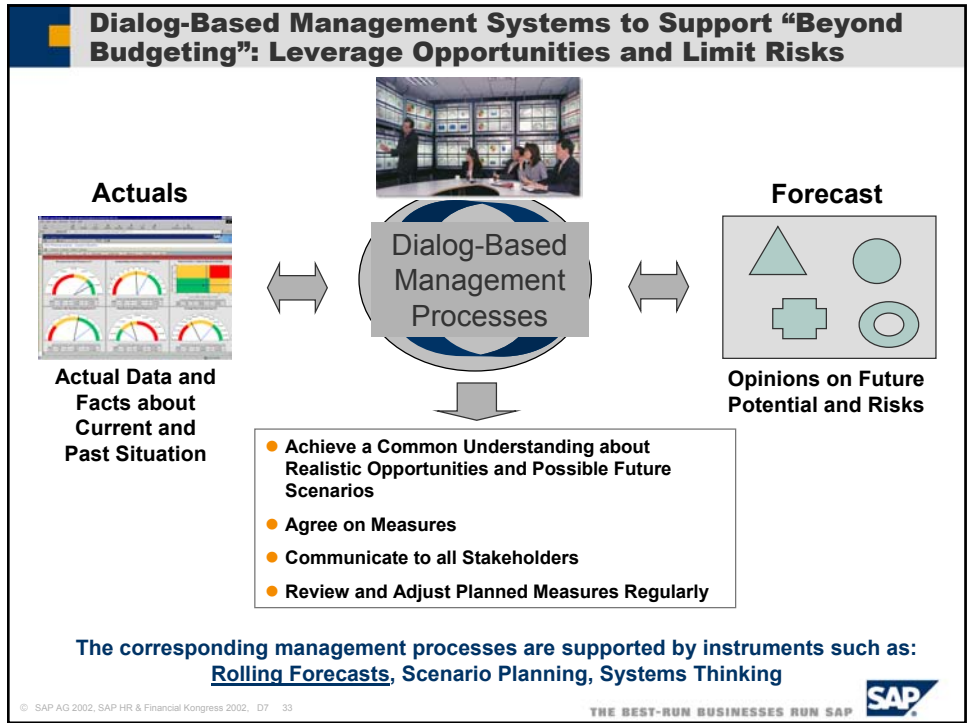 Dialog-Based Management Systems to Support “Beyond
Budgeting”: Leverage Opportunities and Limit Risks
Actuals
Forecast
Dialog-Based
Management
Processes
Actual Data and
Facts about
Current and
Past Situation
Opinions on Future
Potential and Risks
Achieve a Common Understanding about
Realistic Opportunities and Possible Future
Scenarios
Agree on Measures
Communicate to all Stakeholders
Review and Adjust Planned Measures Regularly
The corresponding management processes are supported by instruments such as:
Rolling Forecasts, Scenario Planning, Systems Thinking
© SAP AG 2002, SAP HR & Financial Kongress 2002, D7 33
THE BEST-RUN BUSINESSES RUN SAP
SAP